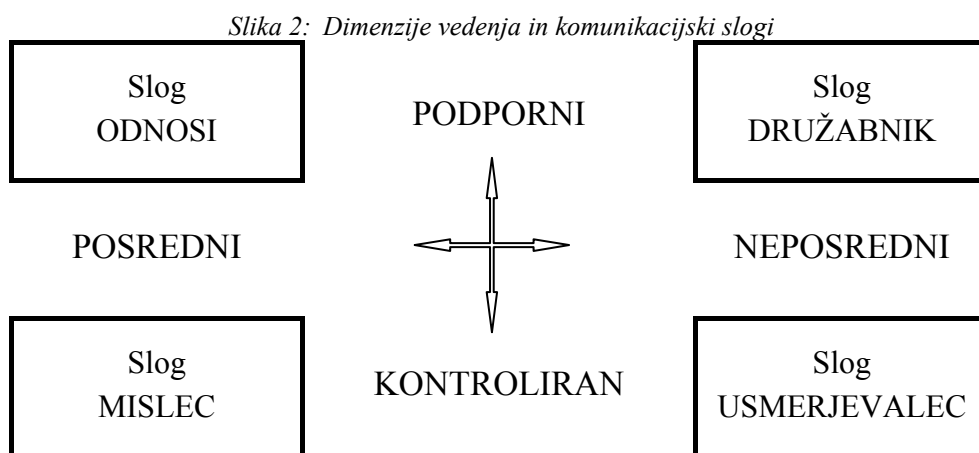 Slika 2: Dimenzije vedenja in komunikacijski slogi
Slog
ODNOSI
PODPORNI
Slog
DRUŽABNIK
POSREDNI
NEPOSREDNI
Slog
MISLEC
KONTROLIRAN
Slog
USMERJEVALEC